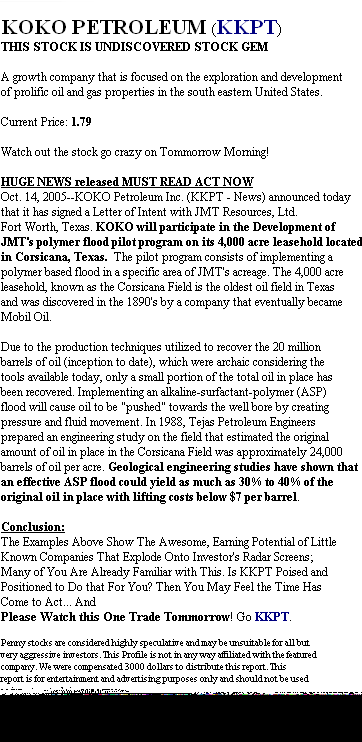 KOKO PETROLEUM (KKPT)
THIS STOCK IS UNDISCOVERED STOCK GEM
A growth company that is focused on the exploration and development
of prolific oil and gas properties in the south eastern United States.
Current Price: 1.79
Watch out the stock go crazy on Tommorrow Morning!
HUGE NEWS released MUST READ ACT NOW
Oct. 14, 2005--KOKO Petroleum Inc. (KKPT - News) announced today
that it has signed a Letter of Intent with JMT Resources, Ltd.
Fort Worth, Texas. KOKO will participate in the Development of
JMT's polymer flood pilot program on its 4,000 acre leasehold located
in Corsicana, Texas. The pilot program consists of implementing a
polymer based flood in a specific area of JMT's acreage. The 4,000 acre
leasehold, known as the Corsicana Field is the oldest oil field in Texas
and was discovered in the 1890's by a company that eventually became
Mobil Oil.
Due to the production techniques utilized to recover the 20 million
barrels of oil (inception to date), which were archaic considering the
tools available today, only a small portion of the total oil in place has
been recovered. Implementing an alkaline-surfactant-polymer (ASP)
flood will cause oil to be "pushed" towards the well bore by creating
pressure and fluid movement. In 1988, Tejas Petroleum Engineers
prepared an engineering study on the field that estimated the original
amount of oil in place in the Corsicana Field was approximately 24,000
barrels of oil per acre. Geological engineering studies have shown that
an effective ASP flood could yield as much as 30% to 40% of the
original oil in place with lifting costs below $7 per barrel.
Conclusion:
The Examples Above Show The Awesome, Earning Potential of Little
Known Companies That Explode Onto Investor's Radar Screens;
Many of You Are Already Familiar with This. Is KKPT Poised and
Positioned to Do that For You? Then You May Feel the Time Has
Come to Act... And
Please Watch this One Trade Tommorrow! Go KKPT.
Penny stocks are considered highly speculative and may be unsuitable for all but
very aggressive investors. This Profile is not in any way affiliated with the featured
company. We were compensated 3000 dollars to distribute this report. This
report is for entertainment and advertising purposes only and should not be used